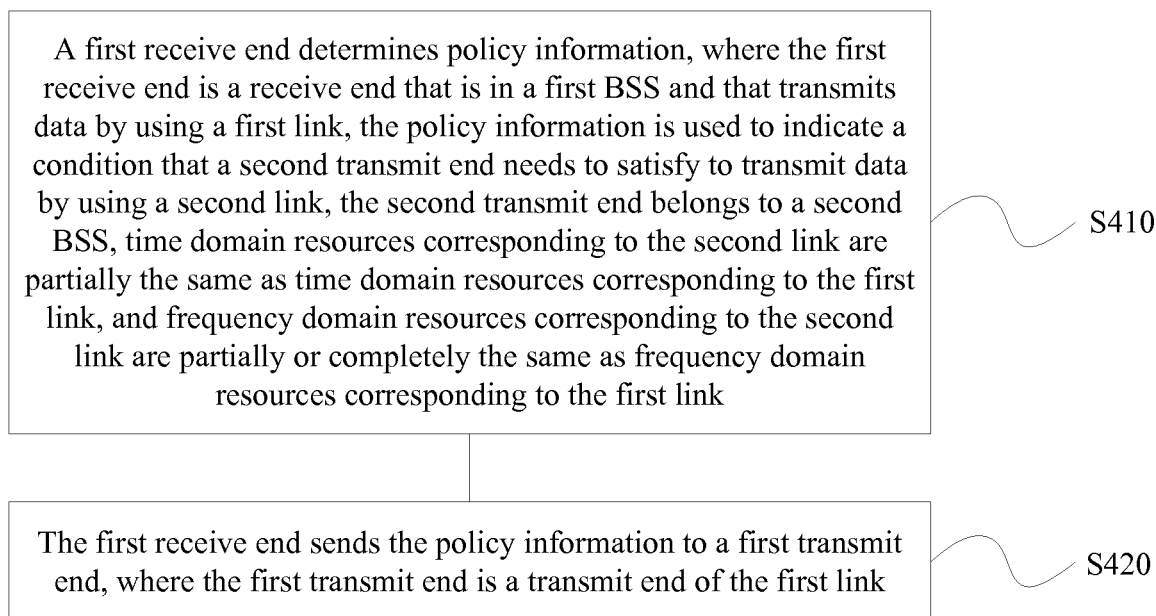 A first receive end determines policy information, where the first
receive end is a receive end that is in a first BSS and that transmits
data by using a first link, the policy information is used to indicate a
condition that a second transmit end needs to satisfy to transmit data
by using a second link, the second transmit end belongs to a second
BSS, time domain resources corresponding to the second link are
partially the same as time domain resources corresponding to the first
link, and frequency domain resources corresponding to the second
link are partially or completely the same as frequency domain
resources corresponding to the first link
S410
The first receive end sends the policy information to a first transmit
end, where the first transmit end is a transmit end of the first link
S420